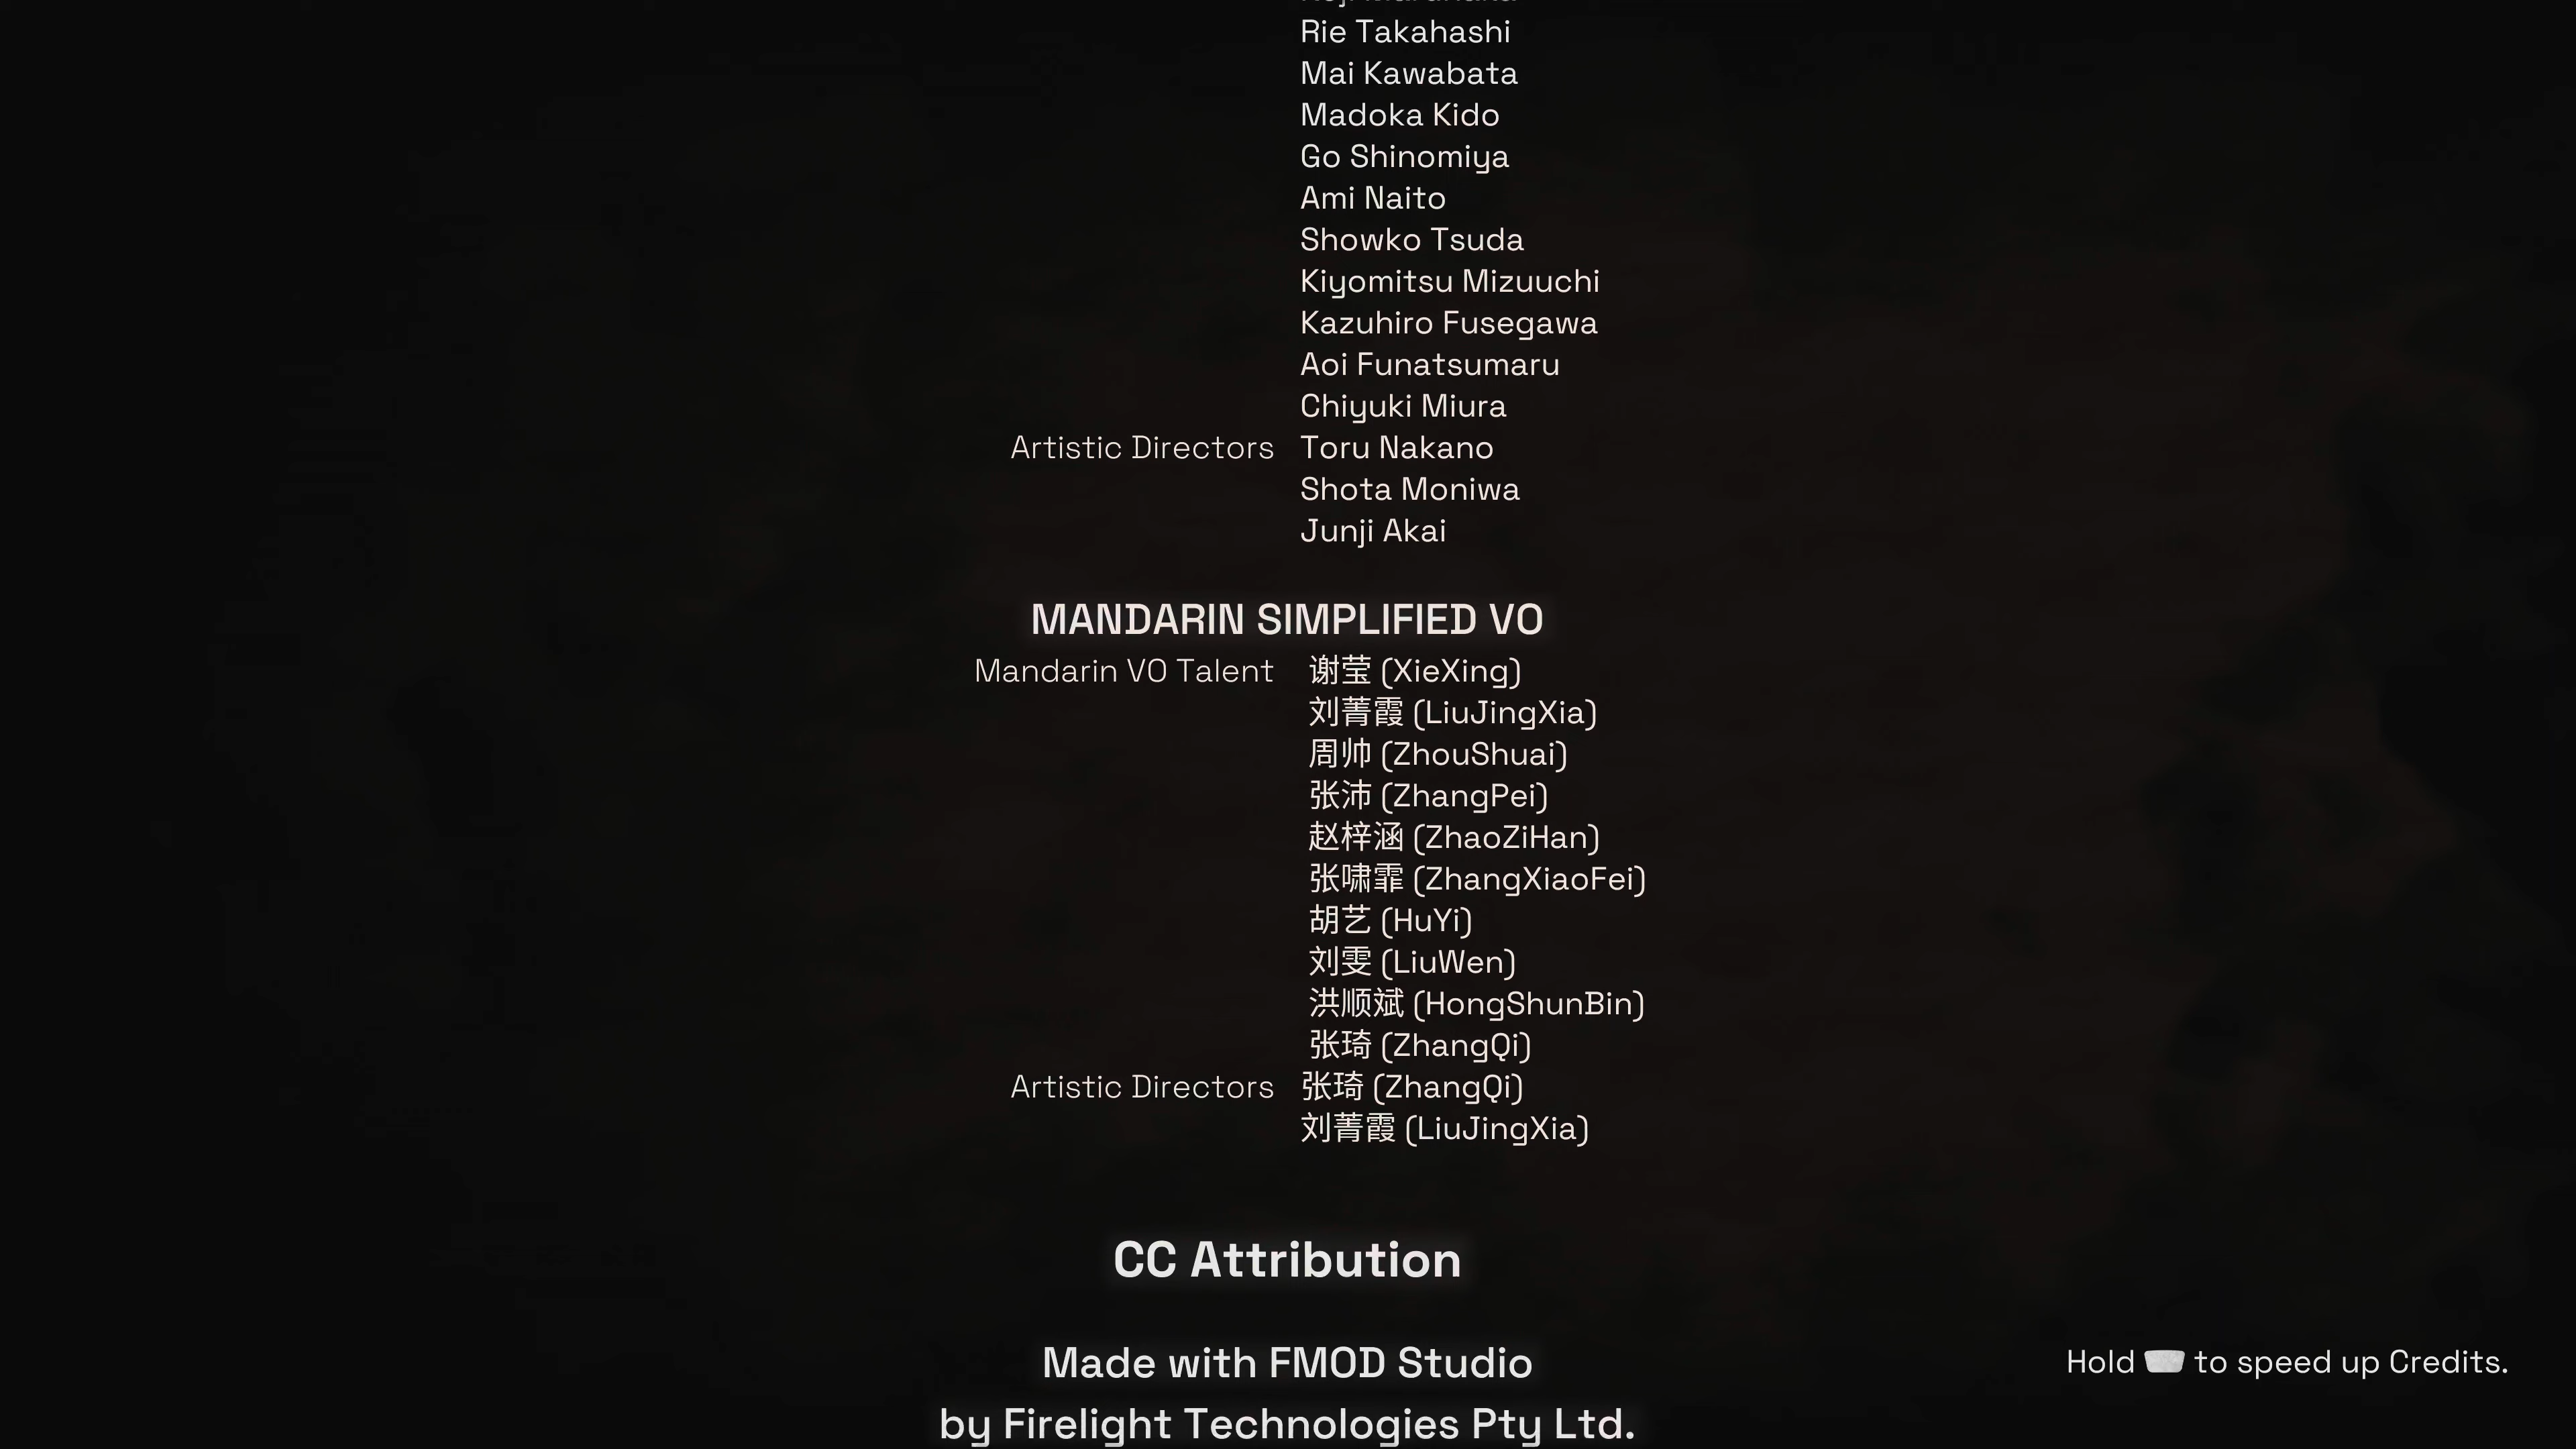 Rie Takahashi
Mai Kawabata
Madoka Kido
Go Shinomiya
Ami Naito
Showko Tsuda
Kiyomitsu Mizuuchi
Kazuhiro Fusegawa
Aoi Funatsumaru
Chiyuki Miura
Artistic Directors Toru Nakano
Shota Moniwa
Junji Akai
MANDARIN SIMPLIFIED VO
Mandarin VO Talent 谢莹 (XieXing)
刘菁霞 (LiuJingXia)
周帅 (ZhouShuai)
张沛 (ZhangPei)
赵梓涵 (ZhaoZiHan)
张啸霏 (ZhangXiaoFei)
胡艺 (HuYi)
刘雯 (LiuWen)
洪顺斌 (HongShunBin)
张琦 (ZhangQi)
Artistic Directors 张琦 (ZhangQi)
刘菁霞 (LiuJingXia)
CC Attribution
Made with FMOD Studio
by Firelight Technologies Pty Ltd.
Hold to speed up Credits.